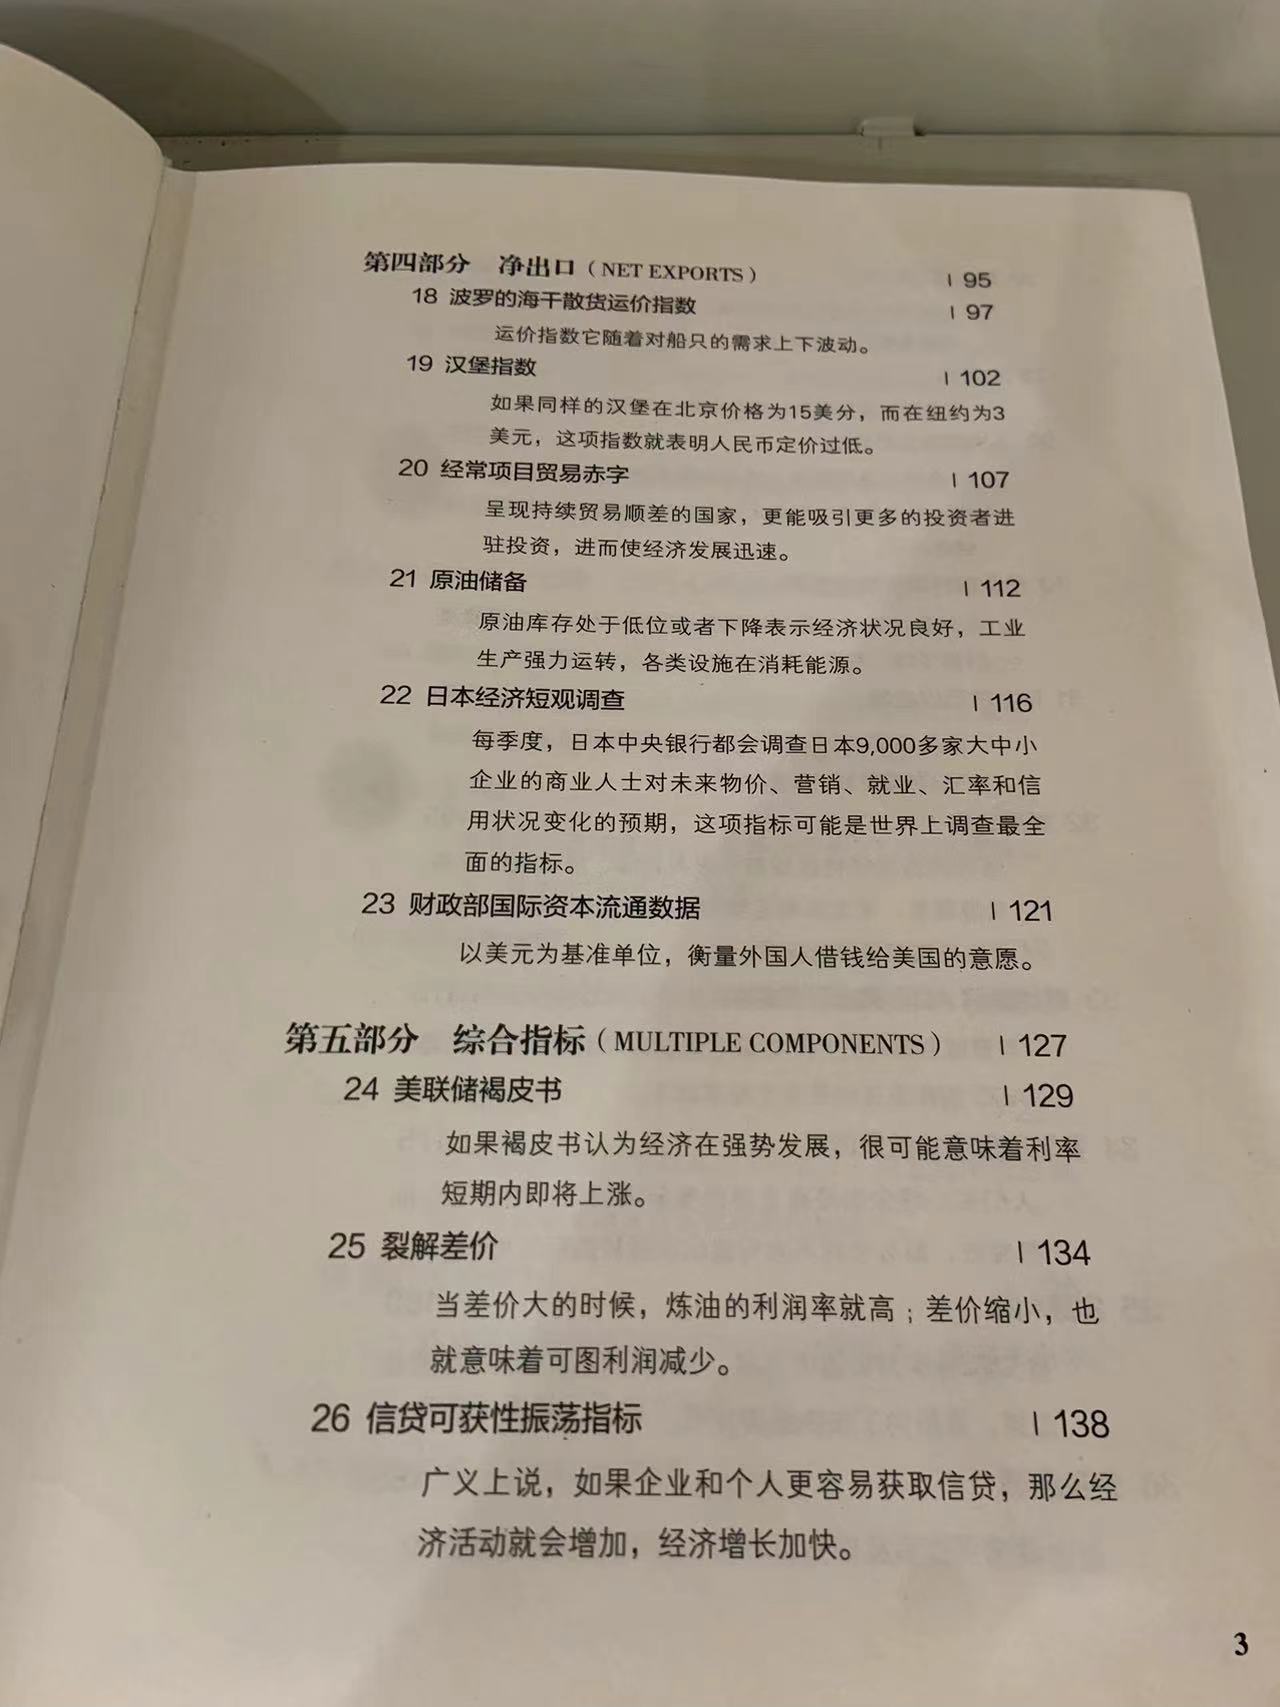 第四部分 净出口（NET EXPORTS） | 95
18 波罗的海干散货运价指数 | 97
运价指数它随着对船只的需求上下波动。
19 汉堡指数 | 102
如果同样的汉堡在北京价格为15美分，而在纽约为3
美元，这项指数就表明人民币定价过低。
20 经常项目贸易赤字 | 107
呈现持续贸易顺差的国家，更能吸引更多的投资者进
驻投资，进而使经济发展迅速。
21 原油储备 | 112
原油库存处于低位或者下降表示经济状况良好，工业
生产强力运转，各类设施在消耗能源。
22 日本经济短观调查 | 116
每季度，日本中央银行都会调查日本9,000多家大中小
企业的商业人士对未来物价、营销、就业、汇率和信
用状况变化的预期，这项指标可能是世界上调查最全
面的指标。
23 财政部国际资本流通数据 | 121
以美元为基准单位，衡量外国人借钱给美国的意愿。
第五部分 综合指标（MULTIPLE COMPONENTS） | 127
24 美联储褐皮书 | 129
如果褐皮书认为经济在强势发展，很可能意味着利率
短期内即将上涨。
25 裂解差价 | 134
当差价大的时候，炼油的利润率就高；差价缩小，也
就意味着可图利润减少。
26 信贷可获性振荡指标 | 138
广义上说，如果企业和个人更容易获取信贷，那么经
济活动就会增加，经济增长加快。
3